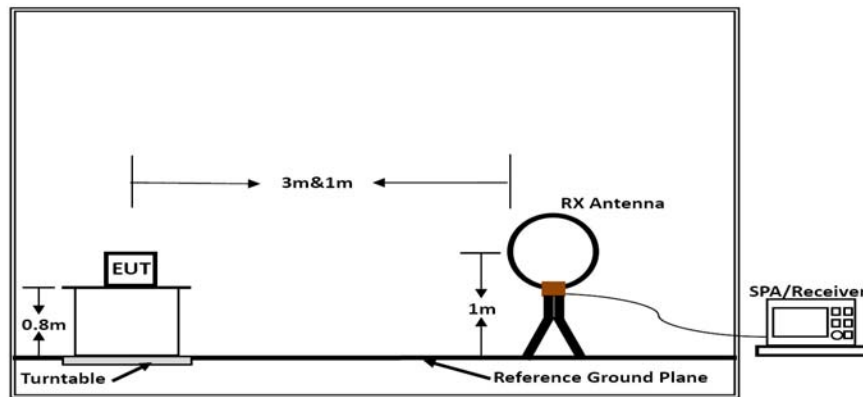 3m&1m
RX Antenna
EUT
SPA/Receiver
0.8m
1m
Turntable
Reference Ground Plane